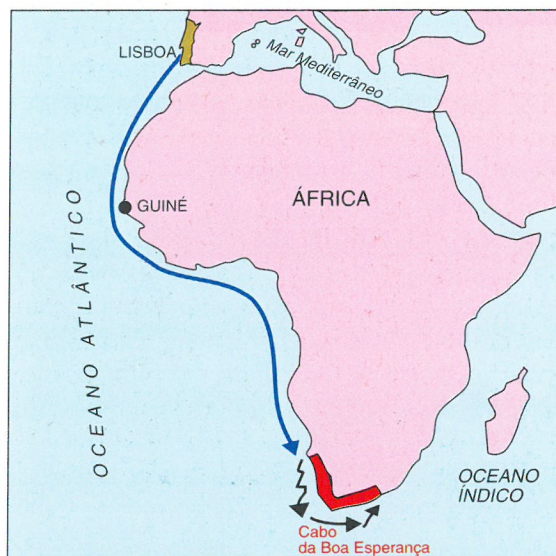 LISBOA
Mar Mediterrâneo
GUINÉ
ÁFRICA
OCEANO ATLÂNTICO
OCEANO
ÍNDICO
Cabo
da Boa Esperança